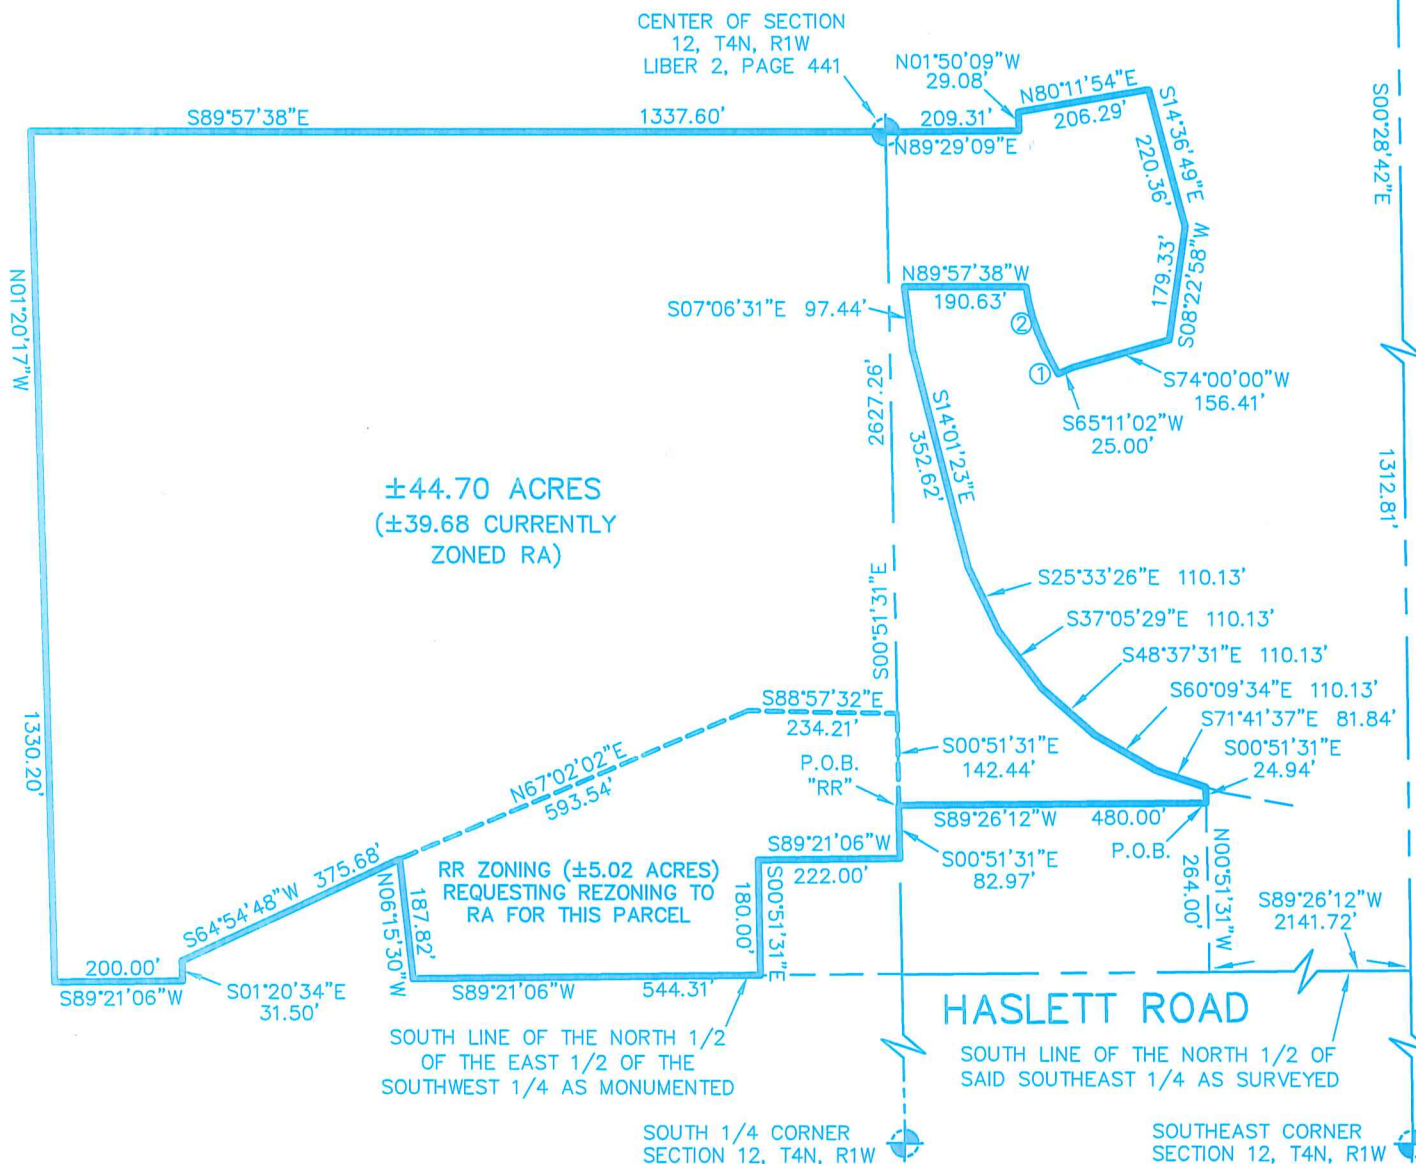 CENTER OF SECTION
12, T4N, R1W
LIBER 2, PAGE 441
N01°50'09"W
29.08'
N80°11'54"E
206.29'
S14°36'49"E
220.36'
S00°28'42"E
S89°57'38"E
1337.60'
209.31'
N89°29'09"E
179.33'
S08°22'58"W
N01°20'17"W
N89°57'38"W
190.63'
S07°06'31"E 97.44'
2
1
S74°00'00"W
156.41'
S65°11'02"W
25.00'
2627.26'
S14°01'23"E
352.62'
1312.81'
±44.70 ACRES
(±39.68 CURRENTLY
ZONED RA)
S25°33'26"E 110.13'
S37°05'29"E 110.13'
S00°51'31"E
S48°37'31"E 110.13'
S60°09'34"E 110.13'
S71°41'37"E 81.84'
S88°57'32"E
234.21'
S00°51'31"E
142.44'
S00°51'31"E
24.94'
1330.20'
N67°02'02"E
593.54'
P.O.B.
"RR"
S89°26'12"W
480.00'
P.O.B.
S89°21'06"W
222.00'
S00°51'31"E
82.97'
N00°51'31"W
264.00'
S64°54'48"W 375.68'
N06°15'30"W
187.82'
RR ZONING (±5.02 ACRES)
REQUESTING REZONING TO
RA FOR THIS PARCEL
180.00'
S00°51'31"E
S89°26'12"W
2141.72'
200.00'
S89°21'06"W
S01°20'34"E
31.50'
S89°21'06"W
544.31'
HASLETT ROAD
SOUTH LINE OF THE NORTH 1/2
OF THE EAST 1/2 OF THE
SOUTHWEST 1/4 AS MONUMENTED
SOUTH LINE OF THE NORTH 1/2 OF
SAID SOUTHEAST 1/4 AS SURVEYED
SOUTH 1/4 CORNER
SECTION 12, T4N, R1W
SOUTHEAST CORNER
SECTION 12, T4N, R1W